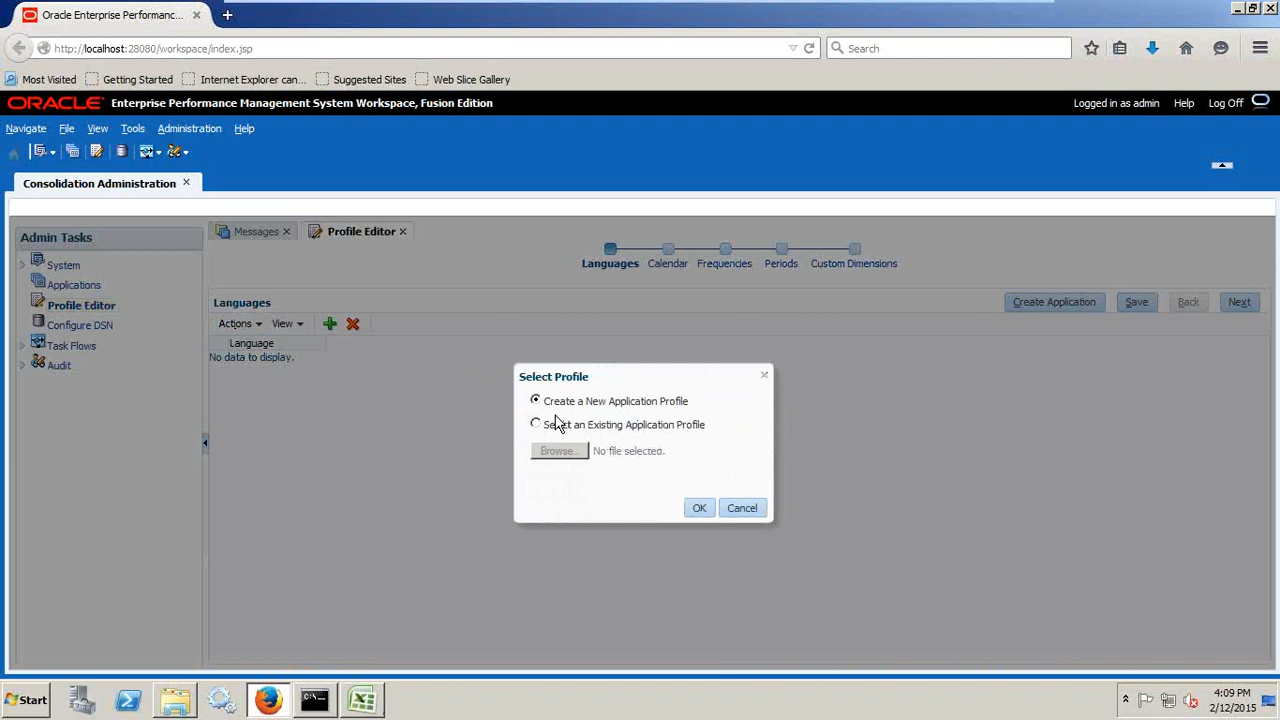 Oracle Enterprise Performanc...
http://localhost:28080/workspace/index.jsp
Search
Most Visited
Getting Started
Internet Explorer can...
Suggested Sites
Web Slice Gallery
ORACLE Enterprise Performance Management System Workspace, Fusion Edition
Logged in as admin
Help
Log Off
Navigate
File
View
Tools
Administration
Help
Consolidation Administration
Admin Tasks
System
Applications
Profile Editor
Configure DSN
Task Flows
Audit
Messages
Profile Editor
Languages
Calendar
Frequencies
Periods
Custom Dimensions
Languages
Create Application
Save
Back
Next
Actions
View
Language
No data to display.
Select Profile
Create a New Application Profile
Select an Existing Application Profile
Browse...
No file selected.
OK
Cancel
Start
4:09 PM
2/12/2015